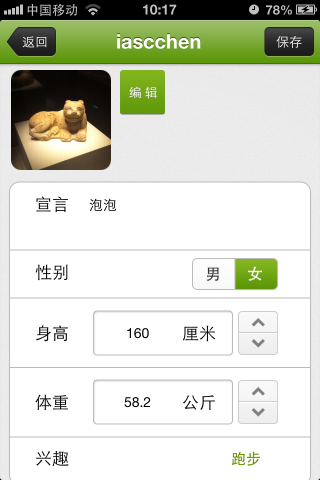 中国移动 10:17 78%
返回 iascchen 保存
编 辑
宣言 泡泡
性别 男 女
身高 160 厘米
体重 58.2 公斤
兴趣 跑步